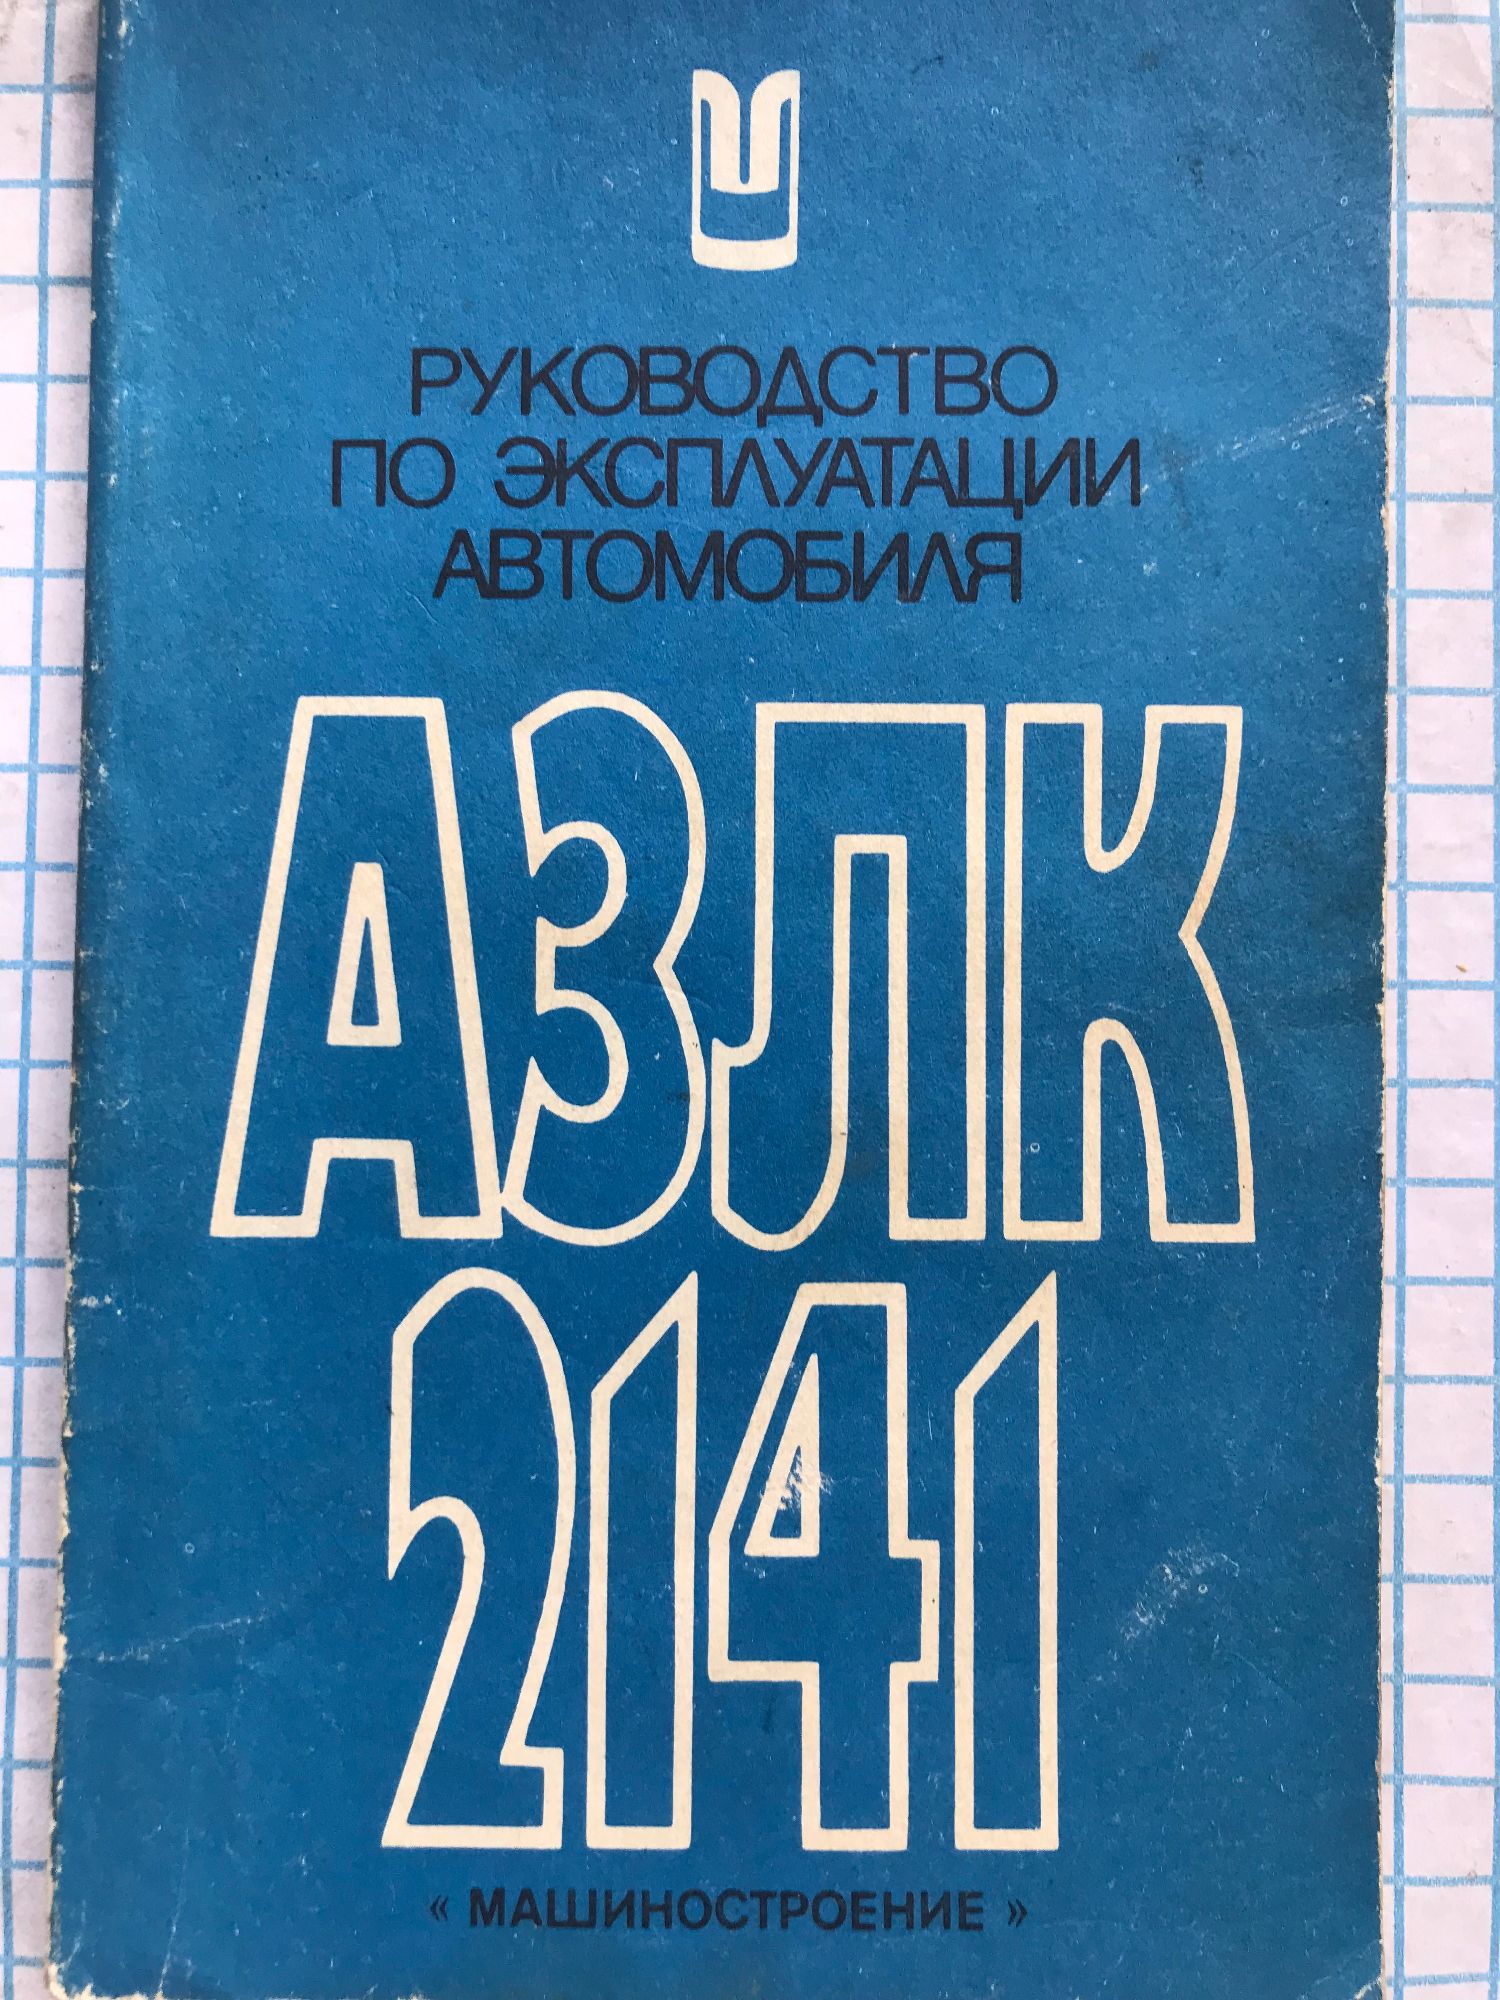 РУКОВОДСТВО
ПО ЭКСПЛУАТАЦИИ
АВТОМОБИЛЯ
АЗЛК
2141
« МАШИНОСТРОЕНИЕ »